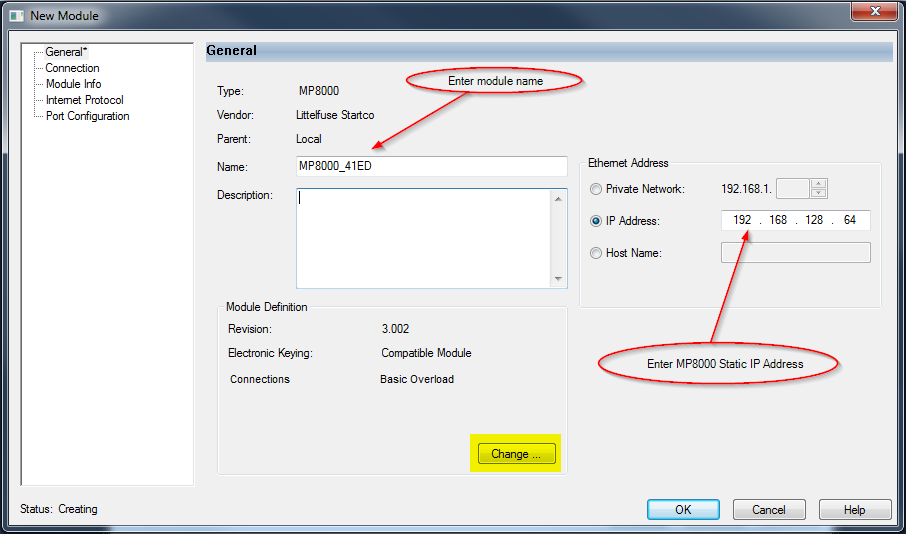 New Module
General*
Connection
Module Info
Internet Protocol
Port Configuration
General
Enter module name
Type: MP8000
Vendor: Littelfuse Startco
Parent: Local
Name: MP8000_41ED
Description:
Ethernet Address
Private Network: 192.168.1.
IP Address: 192 . 168 . 128 . 64
Host Name:
Enter MP8000 Static IP Address
Module Definition
Revision: 3.002
Electronic Keying: Compatible Module
Connections Basic Overload
Change ...
Status: Creating
OK Cancel Help